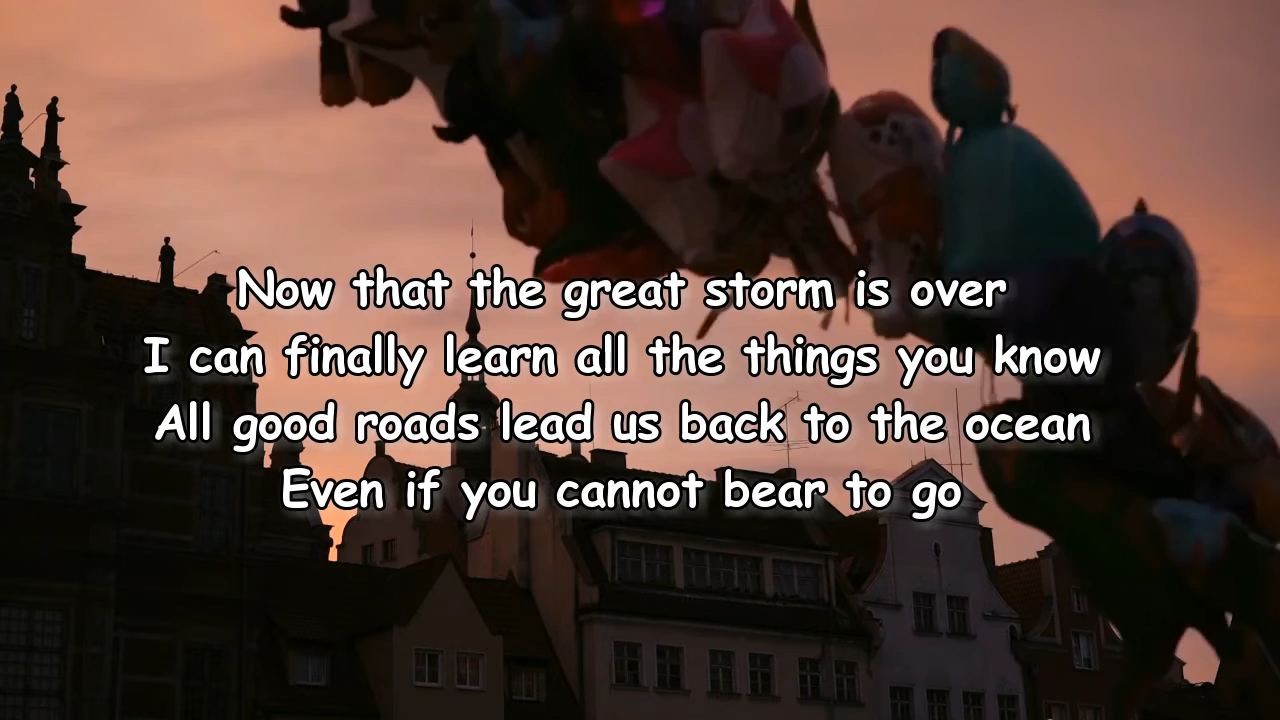 Now that the great storm is over
I can finally learn all the things you know
All good roads lead us back to the ocean
Even if you cannot bear to go